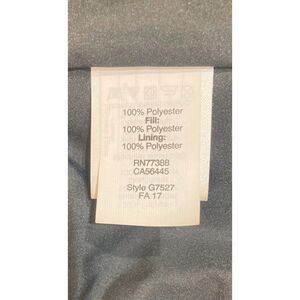 100% Polyester
Fill:
100% Polyester
Lining:
100% Polyester
RN77388
CA56445
Style G7527
FA 17